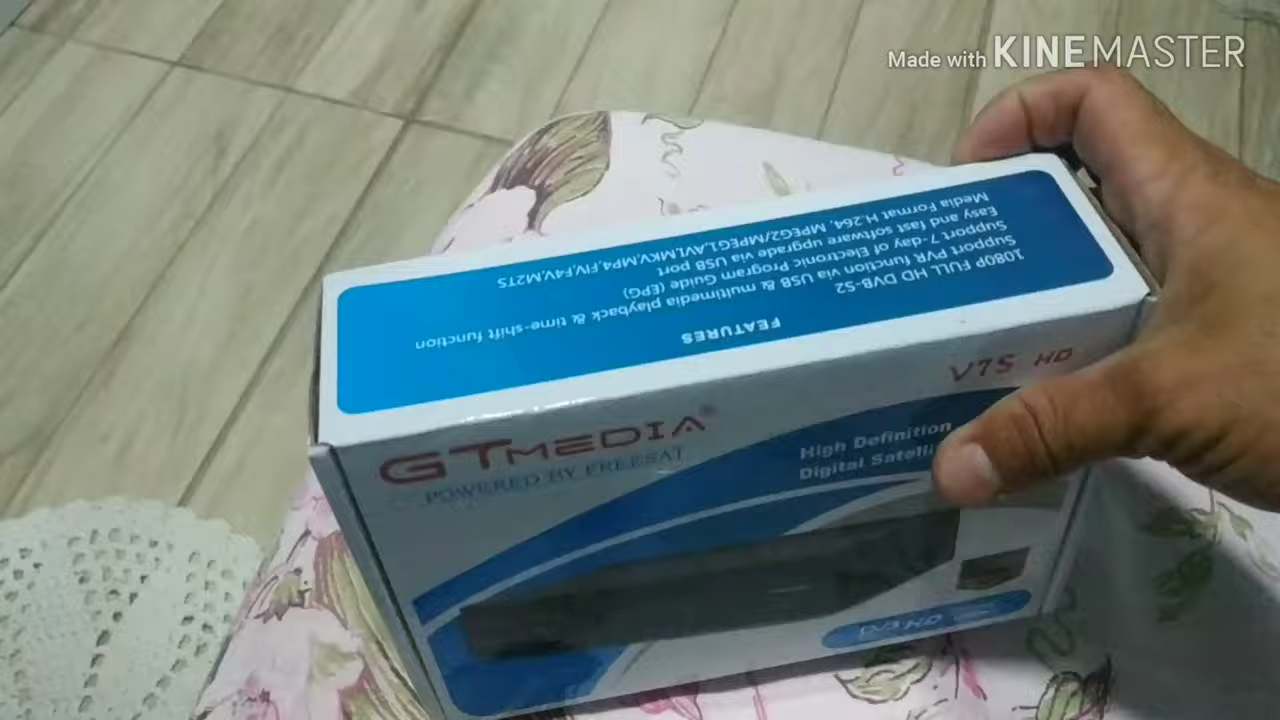 Made with KINEMASTER
FEATURES
1080P FULL HD DVB-S2
Support PVR function via USB & multimedia playback & time-shift function
Support 7-day of Electronic Program Guide (EPG)
Easy and fast software upgrade via USB port
Media Format H.264, MPEG2/MPEG1,AVI,MKV,MP4,FlV,F4V,M2TS
V7S HD
GTMEDIA®
POWERED BY FREESAT
High Definition
Digital